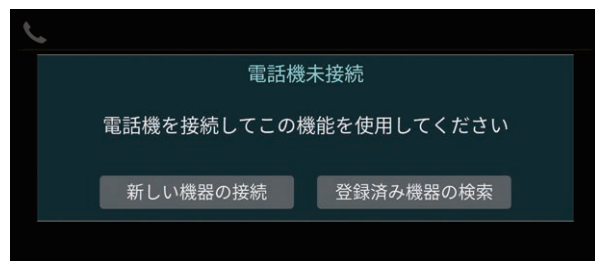 電話機未接続
電話機を接続してこの機能を使用してください
新しい機器の接続
登録済み機器の検索